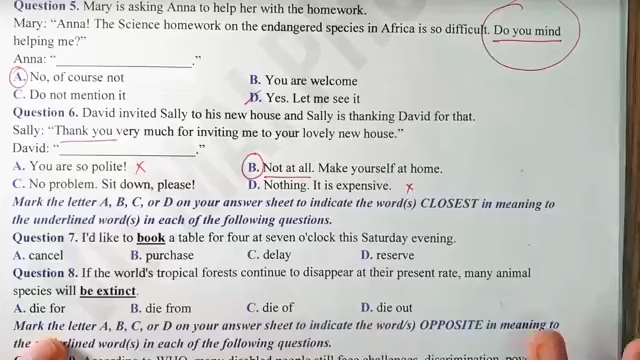 Question 5. Mary is asking Anna to help her with the homework.
Mary: “Anna! The Science homework on the endangered species in Africa is so difficult. Do you mind
helping me?”
Anna: “____________________.”
A. No, of course not B. You are welcome
C. Do not mention it D. Yes. Let me see it
Question 6. David invited Sally to his new house and Sally is thanking David for that.
Sally: “Thank you very much for inviting me to your lovely new house.”
David: “____________________.”
A. You are so polite! x B. Not at all. Make yourself at home.
C. No problem. Sit down, please! D. Nothing. It is expensive. x
Mark the letter A, B, C, or D on your answer sheet to indicate the word(s) CLOSEST in meaning to
the underlined word(s) in each of the following questions.
Question 7. I'd like to book a table for four at seven o'clock this Saturday evening.
A. cancel B. purchase C. delay D. reserve
Question 8. If the world's tropical forests continue to disappear at their present rate, many animal
species will be extinct.
A. die for B. die from C. die of D. die out
Mark the letter A, B, C, or D on your answer sheet to indicate the word/s) OPPOSITE in meaning to
the word(s) in each of the following questions.